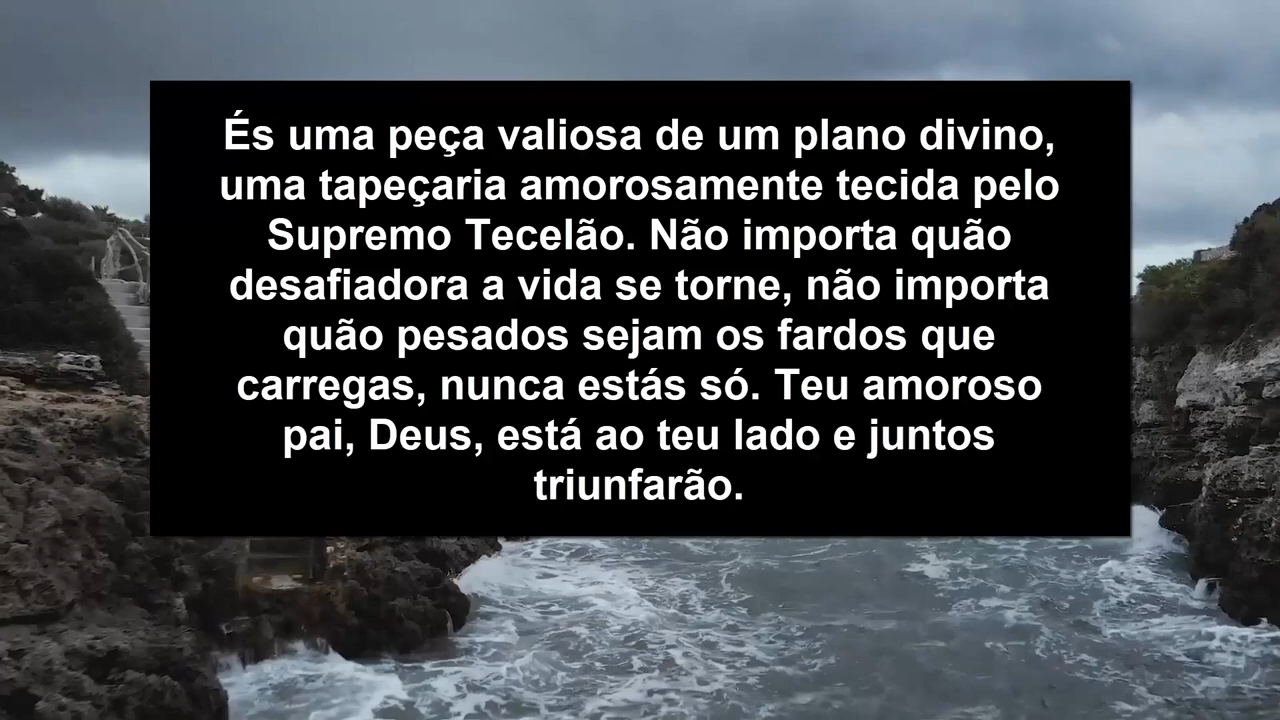 És uma peça valiosa de um plano divino,
uma tapeçaria amorosamente tecida pelo
Supremo Tecelão. Não importa quão
desafiadora a vida se torne, não importa
quão pesados sejam os fardos que
carregas, nunca estás só. Teu amoroso
pai, Deus, está ao teu lado e juntos
triunfarão.